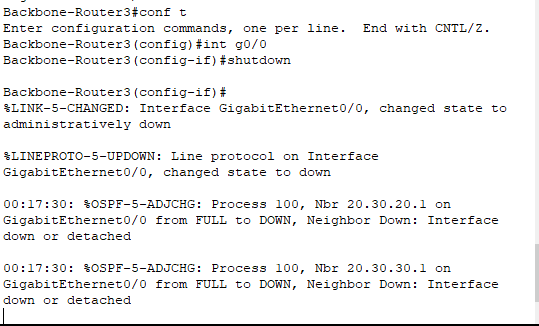 Backbone-Router3#conf t
Enter configuration commands, one per line.  End with CNTL/Z.
Backbone-Router3(config)#int g0/0
Backbone-Router3(config-if)#shutdown
Backbone-Router3(config-if)#
%LINK-5-CHANGED: Interface GigabitEthernet0/0, changed state to
administratively down
%LINEPROTO-5-UPDOWN: Line protocol on Interface
GigabitEthernet0/0, changed state to down
00:17:30: %OSPF-5-ADJCHG: Process 100, Nbr 20.30.20.1 on
GigabitEthernet0/0 from FULL to DOWN, Neighbor Down: Interface
down or detached
00:17:30: %OSPF-5-ADJCHG: Process 100, Nbr 20.30.30.1 on
GigabitEthernet0/0 from FULL to DOWN, Neighbor Down: Interface
down or detached